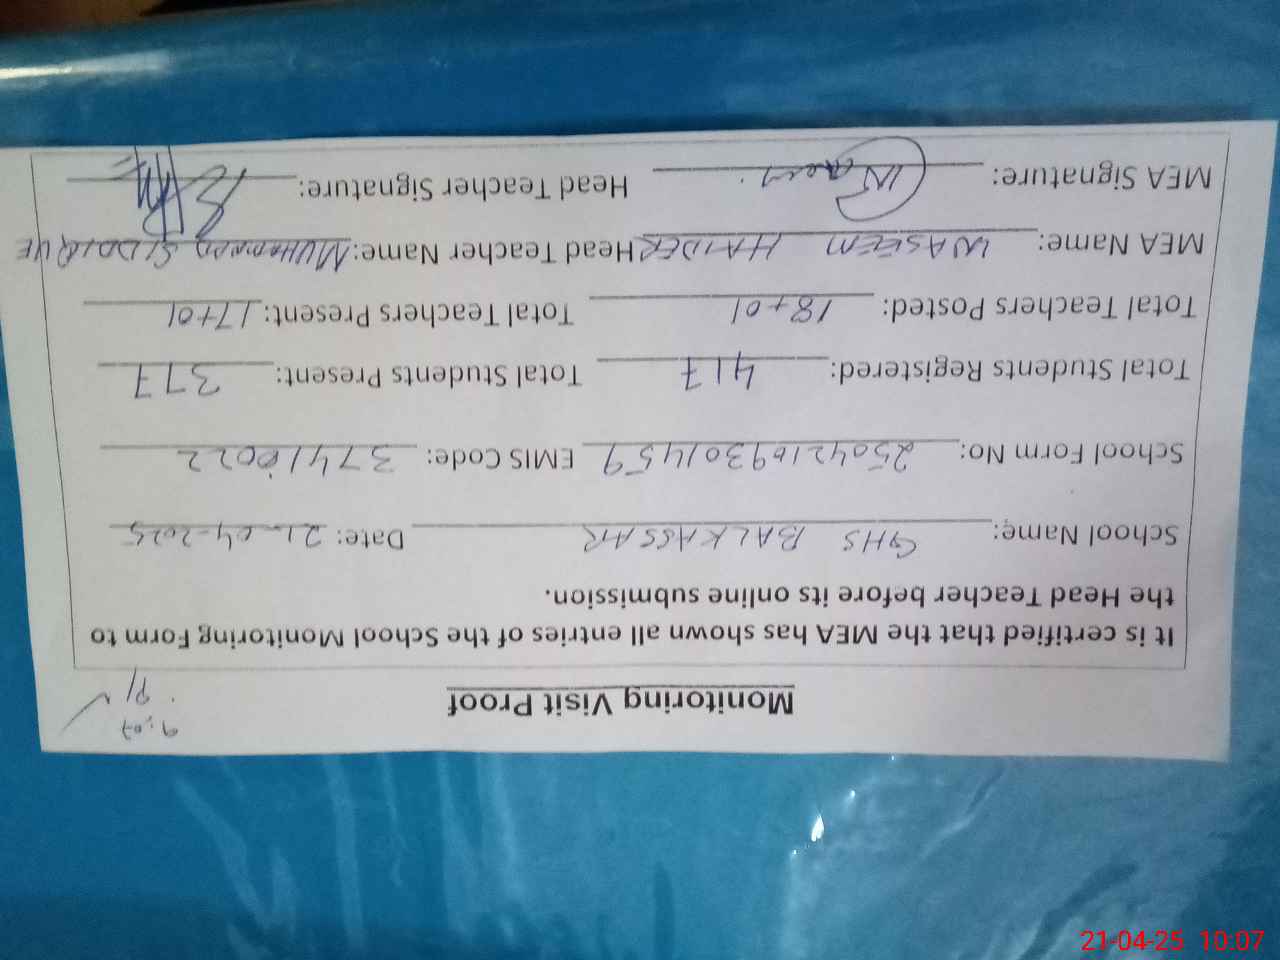 9:07
P/N
Monitoring Visit Proof
It is certified that the MEA has shown all entries of the School Monitoring Form to
the Head Teacher before its online submission.
School Name: GHS BALKASSAR Date: 21-04-2025
School Form No: 25042109301459 EMIS Code: 37410022
Total Students Registered: 417 Total Students Present: 377
Total Teachers Posted: 18+01 Total Teachers Present: 17+01
MEA Name: WASEEM HAIDER Head Teacher Name: MUHAMMAD SIDDIQUE
MEA Signature: Head Teacher Signature:
21-04-25 10:07